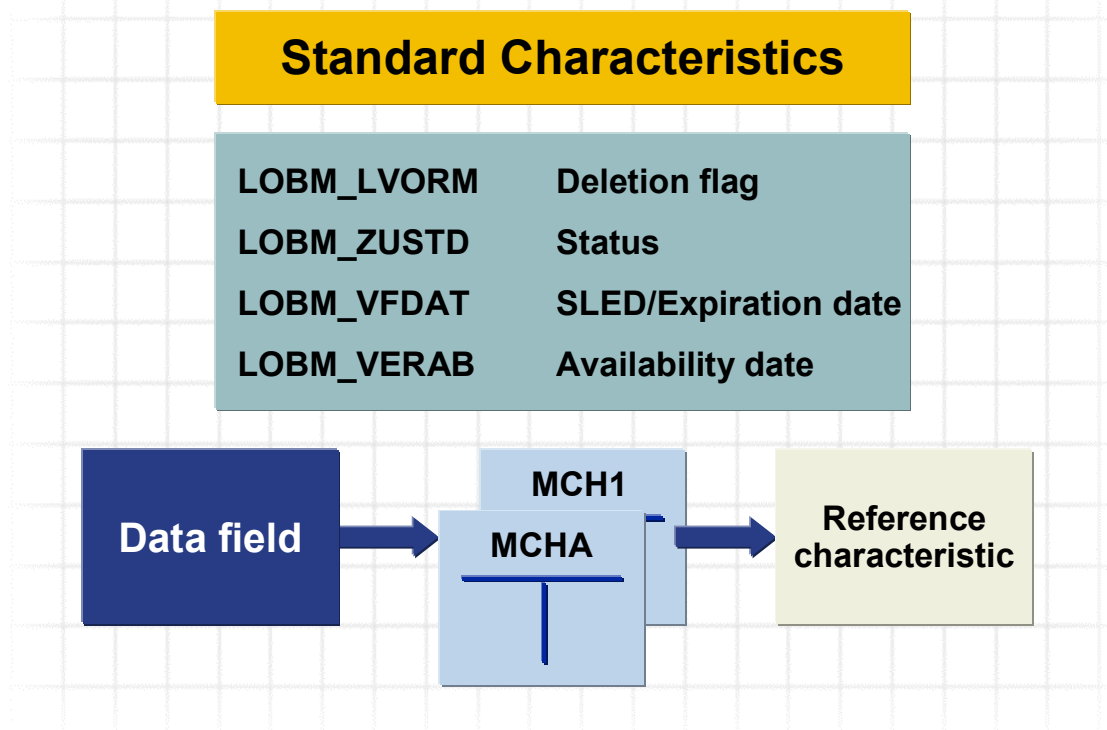 Standard Characteristics
LOBM_LVORM Deletion flag
LOBM_ZUSTD Status
LOBM_VFDAT SLED/Expiration date
LOBM_VERAB Availability date
Data field
MCH1
MCHA
Reference
characteristic